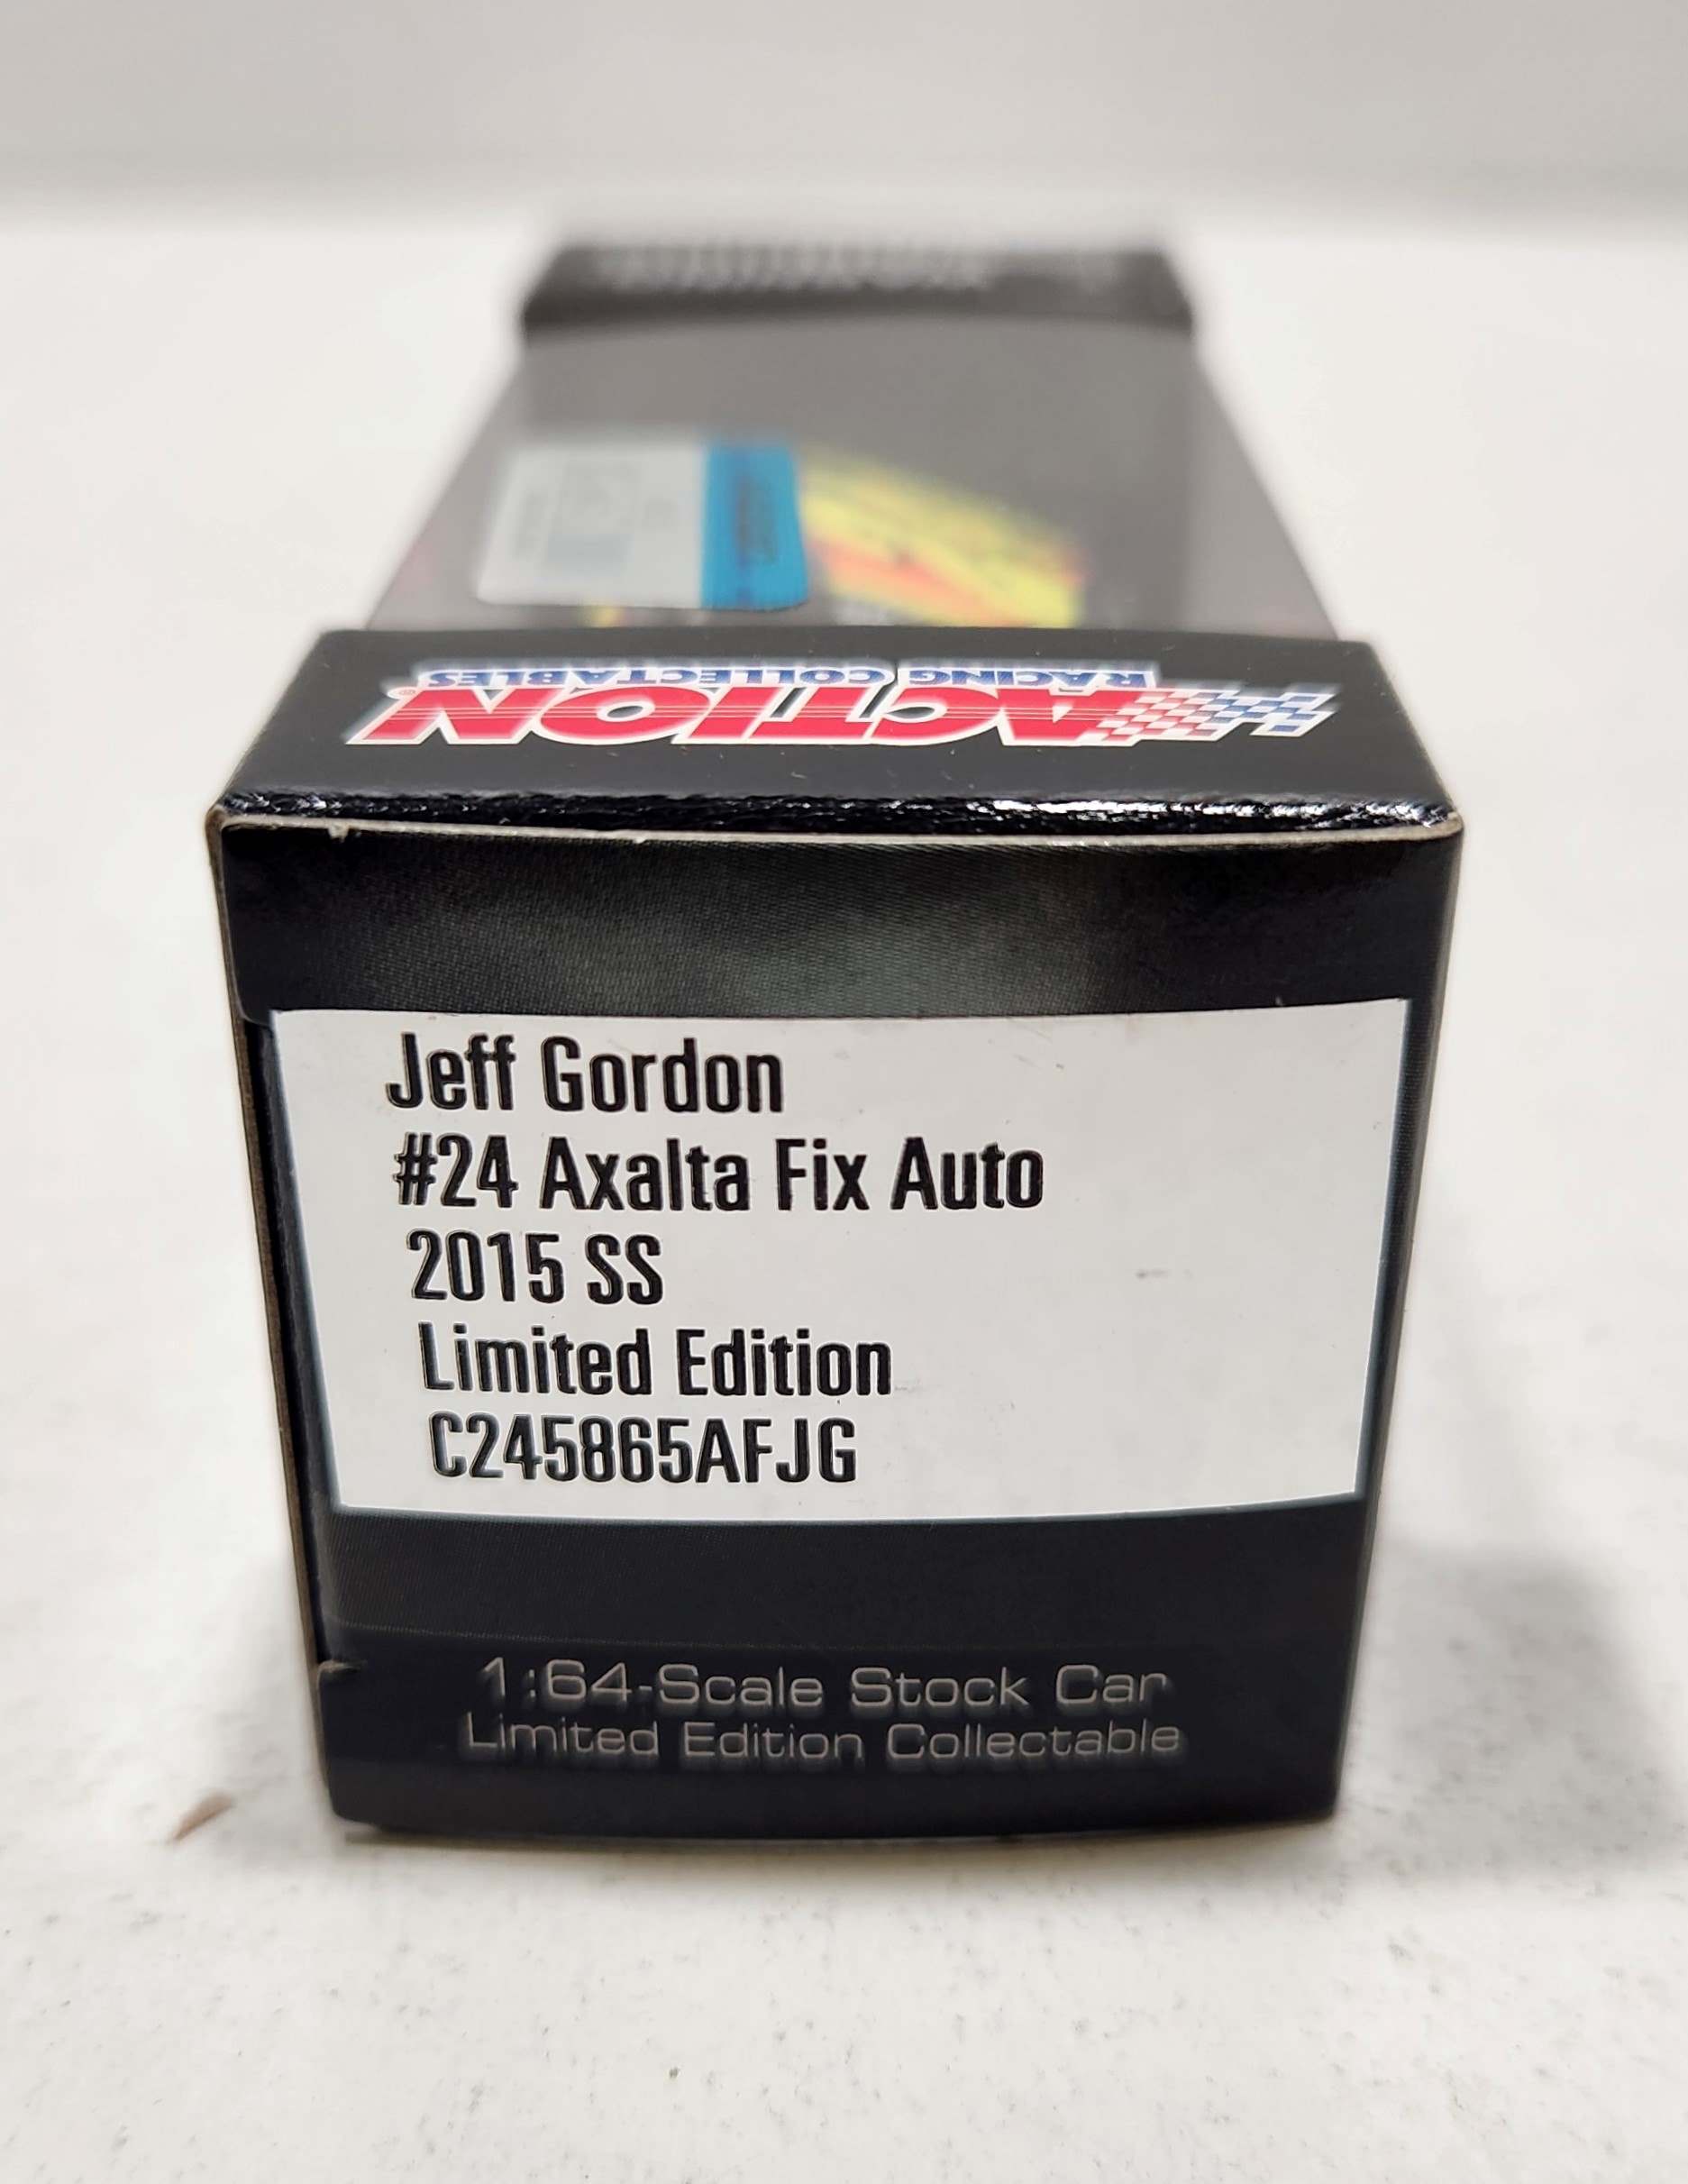 ACTION®
RACING COLLECTABLES
Jeff Gordon
#24 Axalta Fix Auto
2015 SS
Limited Edition
C245865AFJG
1:64-Scale Stock Car
Limited Edition Collectable